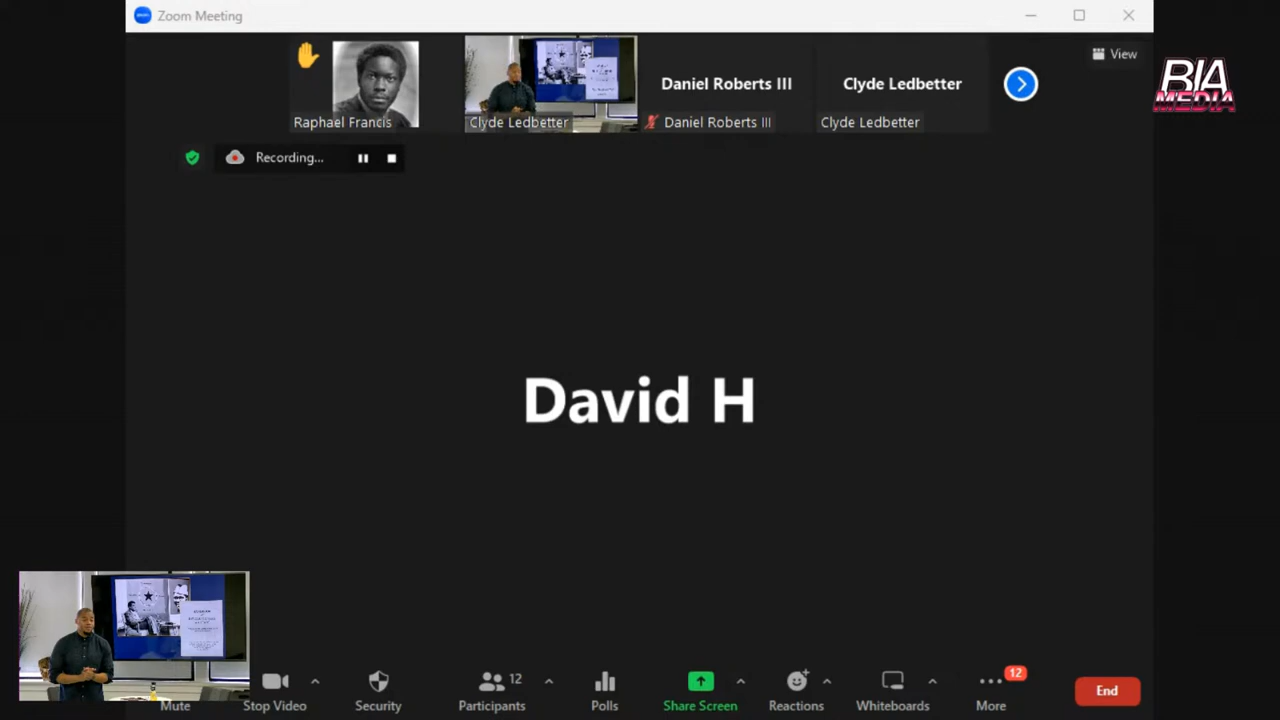 Zoom Meeting
View
BIA
MEDIA
Raphael Francis
Clyde Ledbetter
Daniel Roberts III
Daniel Roberts III
Clyde Ledbetter
Clyde Ledbetter
Recording...
David H
12
12
Mute
Stop Video
Security
Participants
Polls
Share Screen
Reactions
Whiteboards
More
End